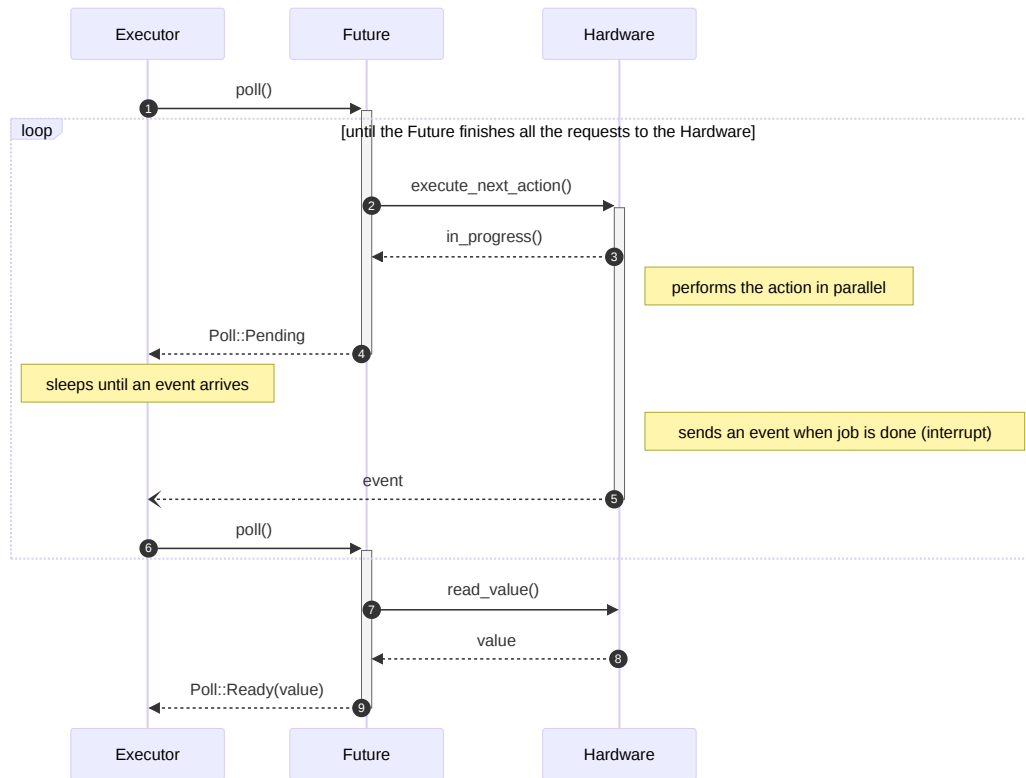 Executor
Future
Hardware
1
poll()
loop
[until the Future finishes all the requests to the Hardware]
2
execute_next_action()
in_progress()
3
performs the action in parallel
Poll::Pending
4
sleeps until an event arrives
sends an event when job is done (interrupt)
event
5
6
poll()
7
read_value()
value
8
Poll::Ready(value)
9
Executor
Future
Hardware